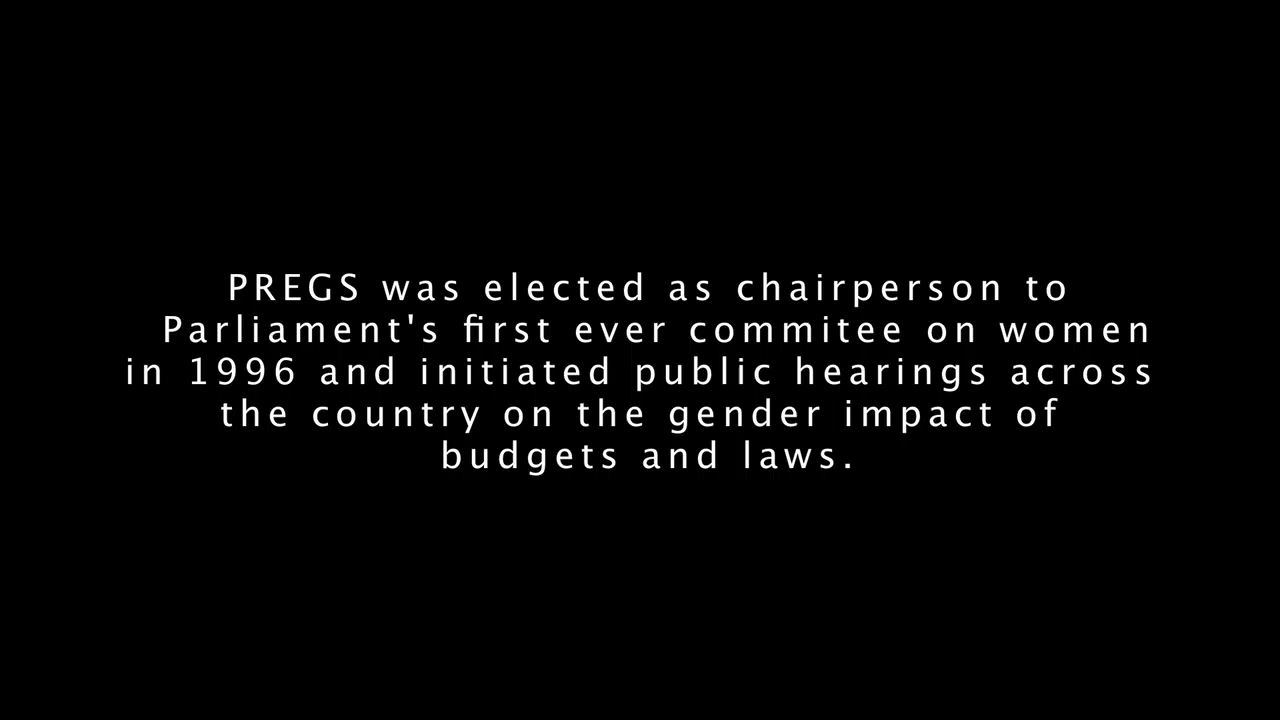 PREGS was elected as chairperson to
Parliament's first ever commitee on women
in 1996 and initiated public hearings across
the country on the gender impact of
budgets and laws.